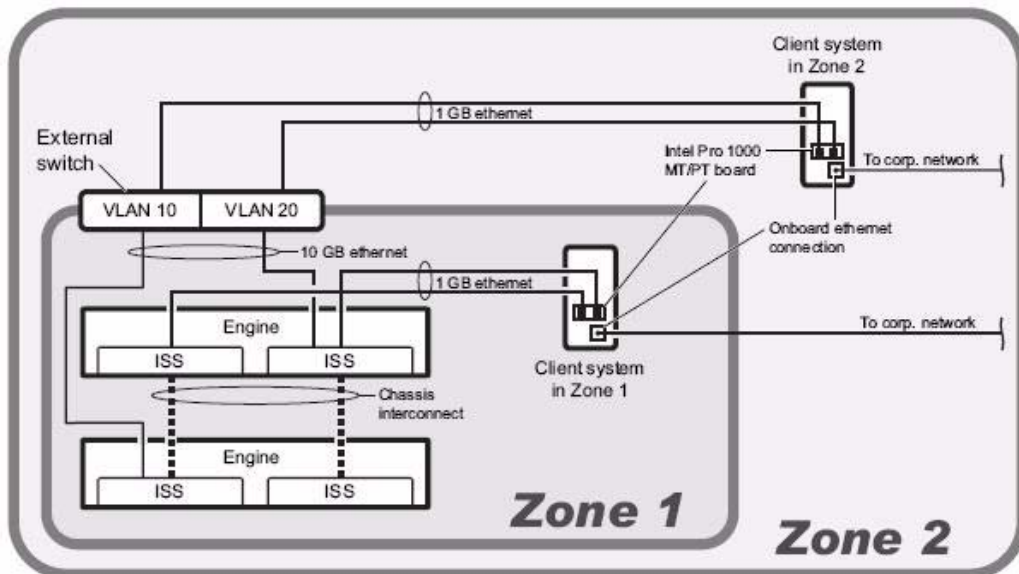 Client system
in Zone 2
1 GB ethernet
External
switch
Intel Pro 1000
MT/PT board
To corp. network
VLAN 10
VLAN 20
Onboard ethernet
connection
10 GB ethernet
1 GB ethernet
Engine
To corp. network
ISS
ISS
Client system
in Zone 1
Chassis
interconnect
Engine
ISS
ISS
Zone 1
Zone 2